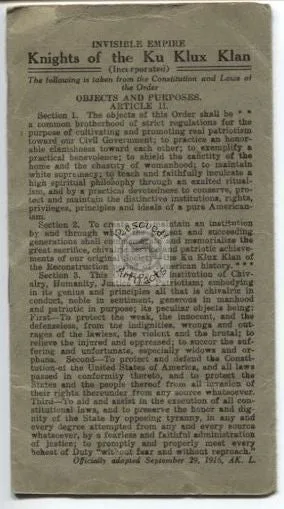 INVISIBLE EMPIRE
Knights of the Ku Klux Klan
(Incorporated)
The following is taken from the Constitution and Laws of
the Order
OBJECTS AND PURPOSES.
ARTICLE II.
Section 1. The objects of this Order shall be * *
a common brotherhood of strict regulations for the
purpose of cultivating and promoting real patriotism
toward our Civil Government; to practice an honor-
able clanishness toward each other; to exemplify a
practical benevolence; to shield the sanctity of
the home and the chastity of womanhood; to maintain
white supremacy; to teach and faithfully inculcate a
high spiritual philosophy through an exalted ritual-
ism, and by a practical devotedness to conserve, pro-
tect and maintain the distinctive institutions, rights,
privileges, principles and ideals of a pure American-
ism.
Section 2. To create and maintain an institution
by and through which the present and succeeding
generations shall and memorialize the
great sacrifice, chival and patriotic achieve-
ments of our original Society Ku Klux Klan of
the Reconstruction American history. ***
Section 3. This Institution of Chiv-
alry, Humanity, Patriotism; embodying
in its genius and principles all that is chivalric in
conduct, noble in sentiment, generous in manhood
and patriotic in purpose; its peculiar objects being:
First—To protect the weak, the innocent, and the
defenseless, from the indignities, wrongs and out-
rages of the lawless, the violent and the brutal; to
relieve the injured and oppressed; to succor the suf-
fering and unfortunate, especially widows and or-
phans. Second—To protect and defend the Consti-
tution of the United States of America, and all laws
passed in conformity thereto, and to protect the
States and the people thereof from all invasion of
their rights thereunder from any source whatsoever.
Third—To aid and assist in the execution of all con-
stitutional laws, and to preserve the honor and dig-
nity of the State by opposing tyranny, in any and
every degree attempted from any and every source
whatsoever, by a fearless and faithful administration
of justice; to promptly and properly meet every
behest of Duty "without fear and without reproach."
Officially adapted September 29, 1916, AK. L.